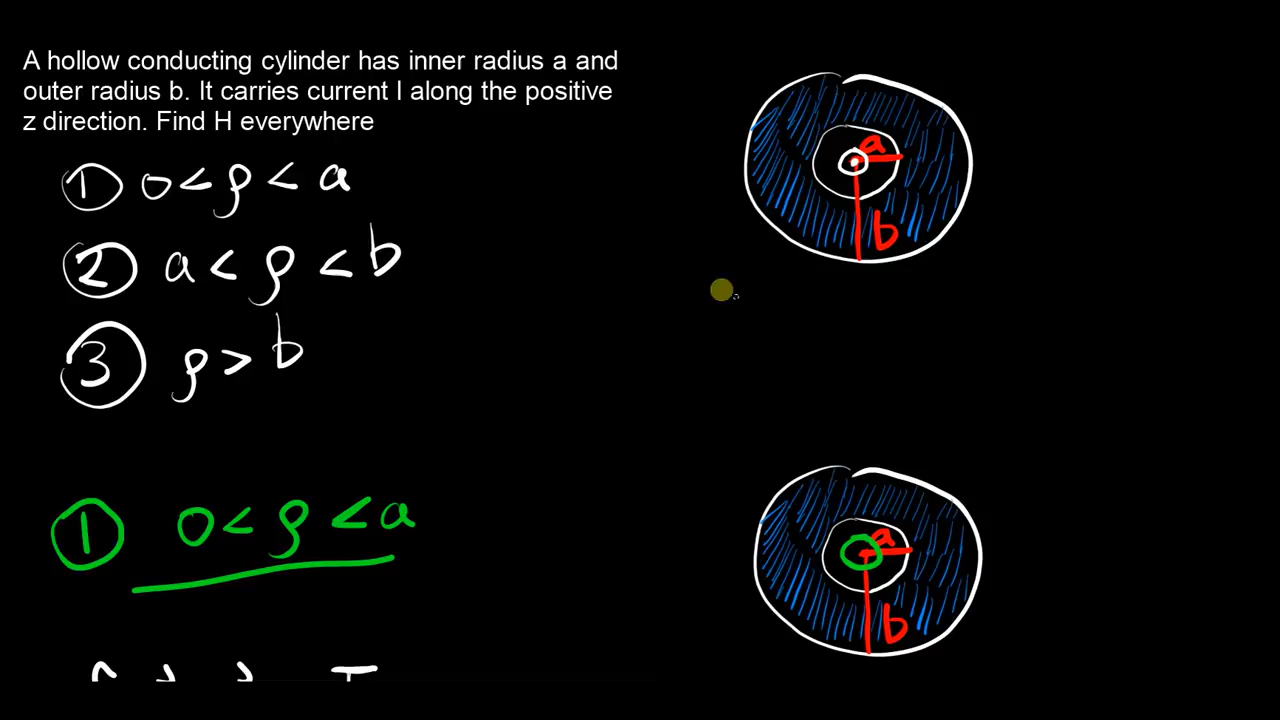 A hollow conducting cylinder has inner radius a and
outer radius b. It carries current I along the positive
z direction. Find H everywhere
① 0 < ρ < a
② a < ρ < b
③ ρ > b
① 0 < ρ < a
a
b
a
b